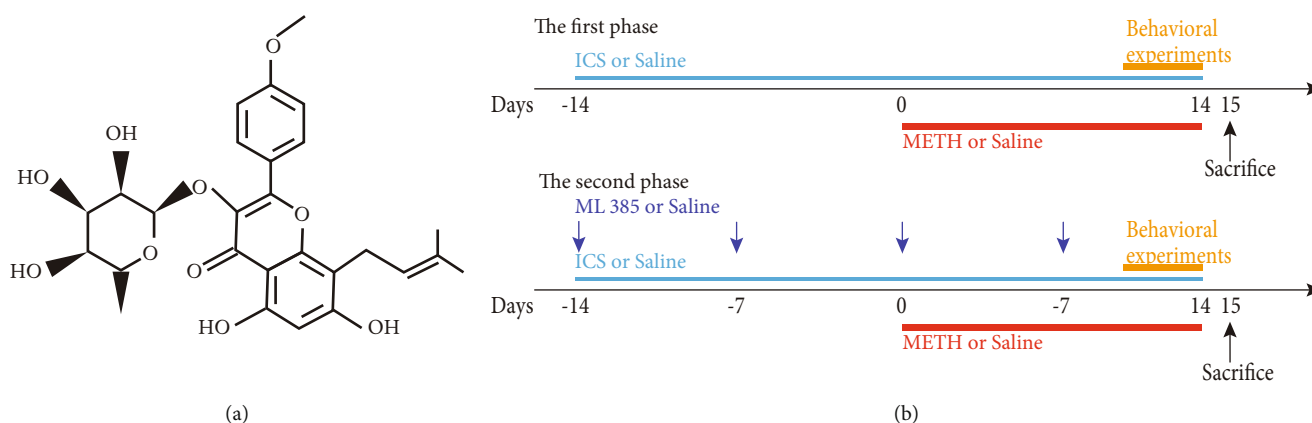 O
OH
HO
HO
HO
O
O
O
O
HO
OH
(a)
The first phase
ICS or Saline
Behavioral
experiments
Days -14 0 14 15
METH or Saline
Sacrifice
The second phase
ML 385 or Saline
ICS or Saline
Behavioral
experiments
Days -14 -7 0 -7 14 15
METH or Saline
Sacrifice
(b)